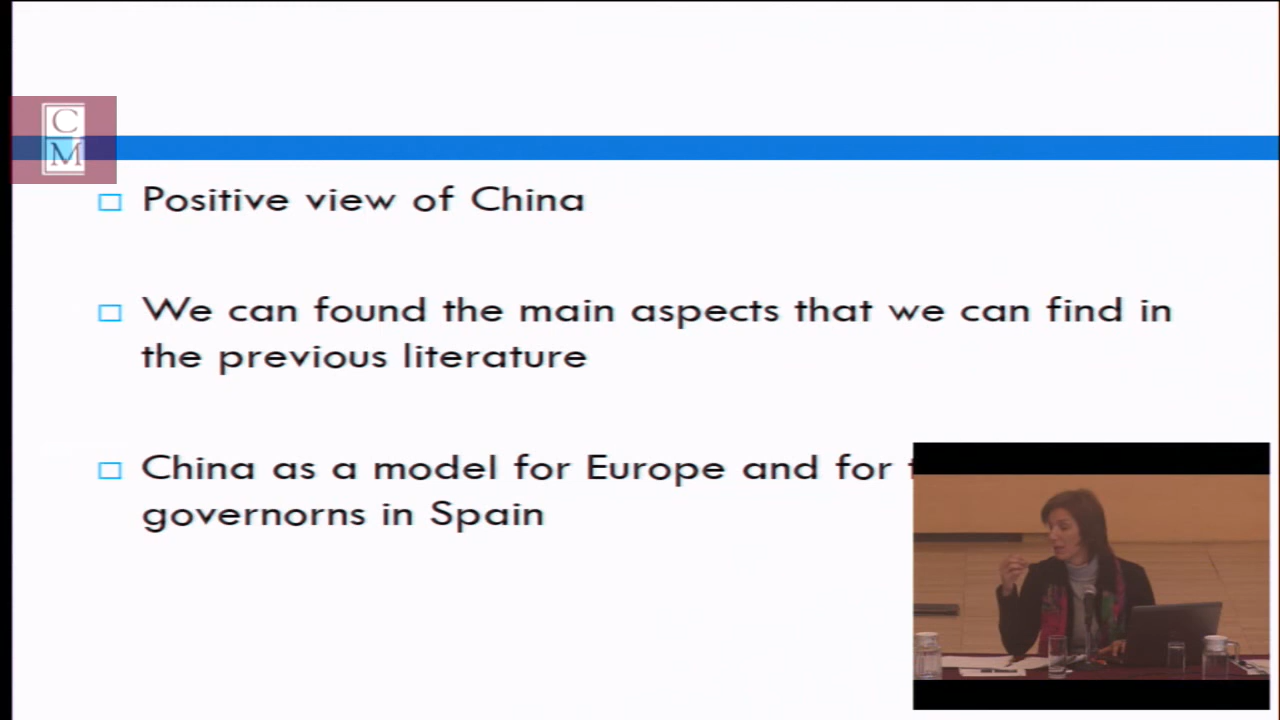 C
M
Positive view of China
We can found the main aspects that we can find in
the previous literature
China as a model for Europe and for
governorns in Spain